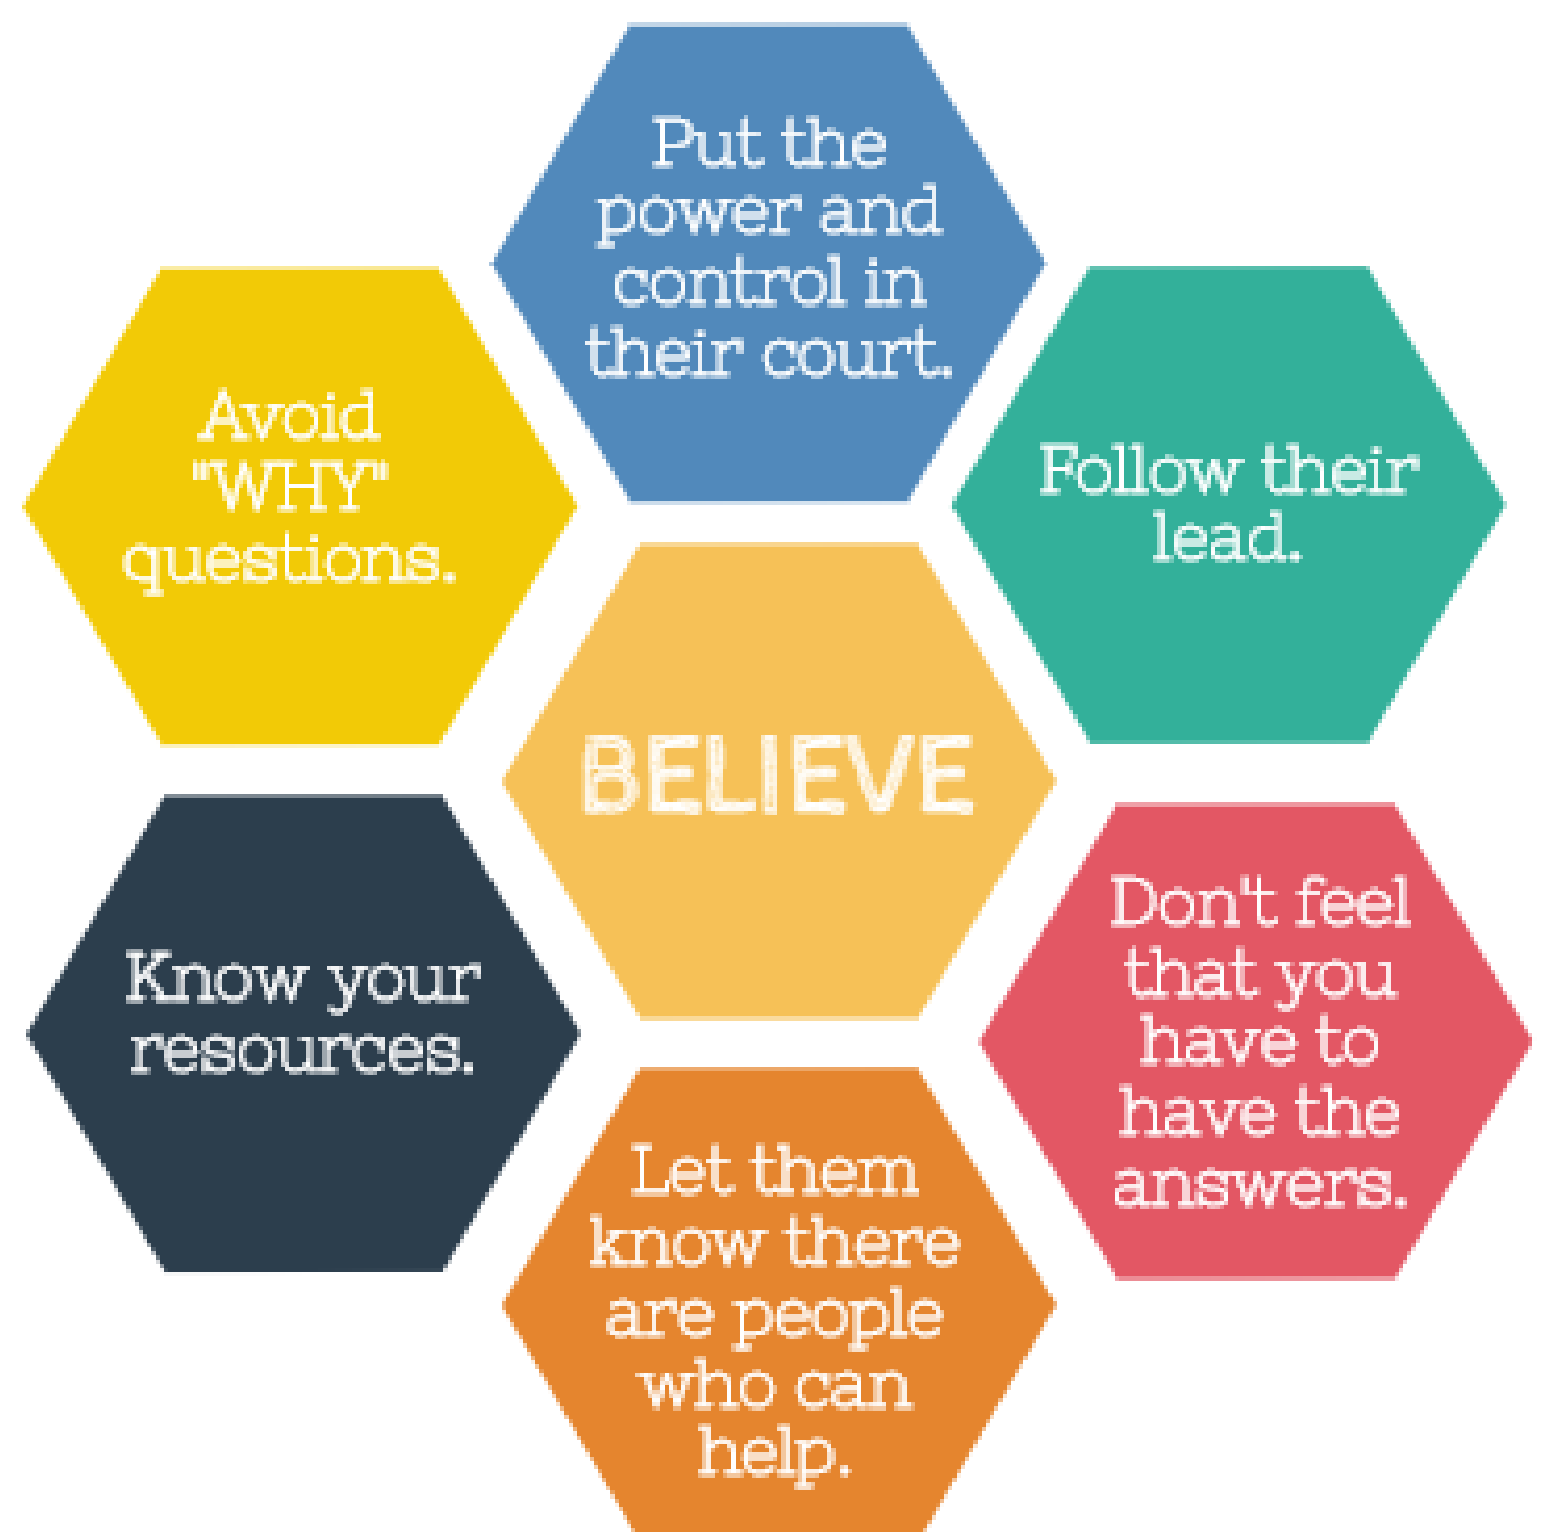 Put the
power and
control in
their court.
Avoid
"WHY"
questions.
Follow their
lead.
BELIEVE
Know your
resources.
Don't feel
that you
have to
have the
answers.
Let them
know there
are people
who can
help.